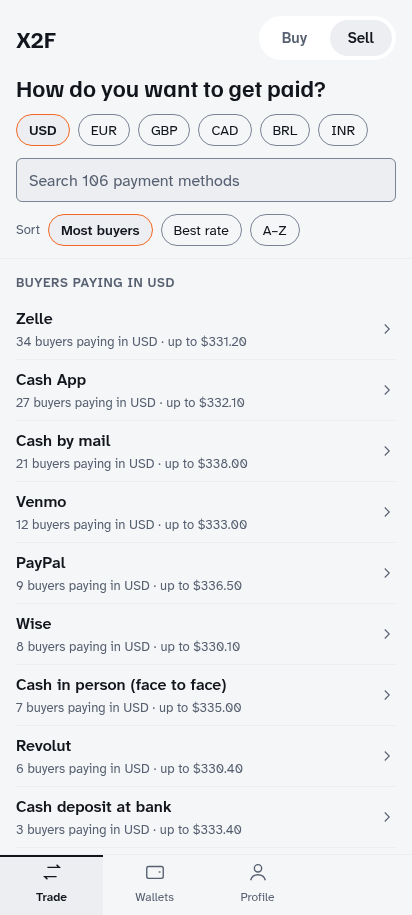 X2F
Buy
Sell
How do you want to get paid?
USD
EUR
GBP
CAD
BRL
INR
Search 106 payment methods
Sort
Most buyers
Best rate
A–Z
BUYERS PAYING IN USD
Zelle
34 buyers paying in USD · up to $331.20
Cash App
27 buyers paying in USD · up to $332.10
Cash by mail
21 buyers paying in USD · up to $338.00
Venmo
12 buyers paying in USD · up to $333.00
PayPal
9 buyers paying in USD · up to $336.50
Wise
8 buyers paying in USD · up to $330.10
Cash in person (face to face)
7 buyers paying in USD · up to $335.00
Revolut
6 buyers paying in USD · up to $330.40
Cash deposit at bank
3 buyers paying in USD · up to $333.40
Trade
Wallets
Profile